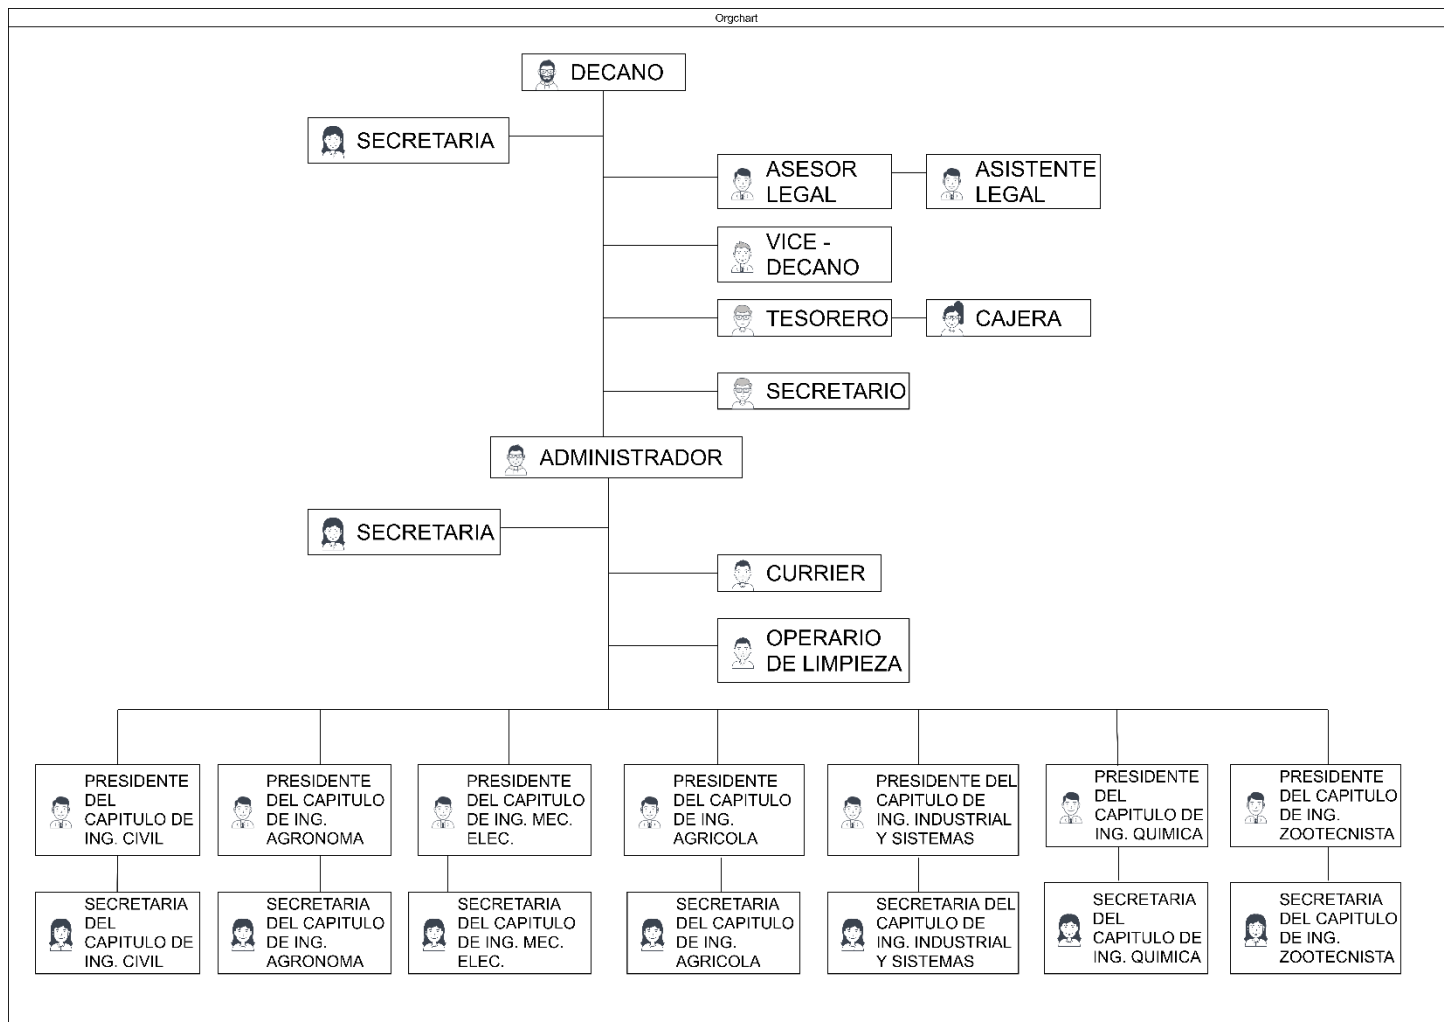 Orgchart
DECANO
SECRETARIA
ASESOR
LEGAL
ASISTENTE
LEGAL
VICE -
DECANO
TESORERO
CAJERA
SECRETARIO
ADMINISTRADOR
SECRETARIA
CURRIER
OPERARIO
DE LIMPIEZA
PRESIDENTE
DEL
CAPITULO DE
ING. CIVIL
PRESIDENTE
DEL CAPITULO
DE ING.
AGRONOMA
PRESIDENTE
DEL CAPITULO
DE ING. MEC.
ELEC.
PRESIDENTE
DEL CAPITULO
DE ING.
AGRICOLA
PRESIDENTE DEL
CAPITULO DE
ING. INDUSTRIAL
Y SISTEMAS
PRESIDENTE
DEL
CAPITULO DE
ING. QUIMICA
PRESIDENTE
DEL CAPITULO
DE ING.
ZOOTECNISTA
SECRETARIA
DEL
CAPITULO DE
ING. CIVIL
SECRETARIA
DEL CAPITULO
DE ING.
AGRONOMA
SECRETARIA
DEL CAPITULO
DE ING. MEC.
ELEC.
SECRETARIA
DEL CAPITULO
DE ING.
AGRICOLA
SECRETARIA DEL
CAPITULO DE
ING. INDUSTRIAL
Y SISTEMAS
SECRETARIA
DEL
CAPITULO DE
ING. QUIMICA
SECRETARIA
DEL CAPITULO
DE ING.
ZOOTECNISTA